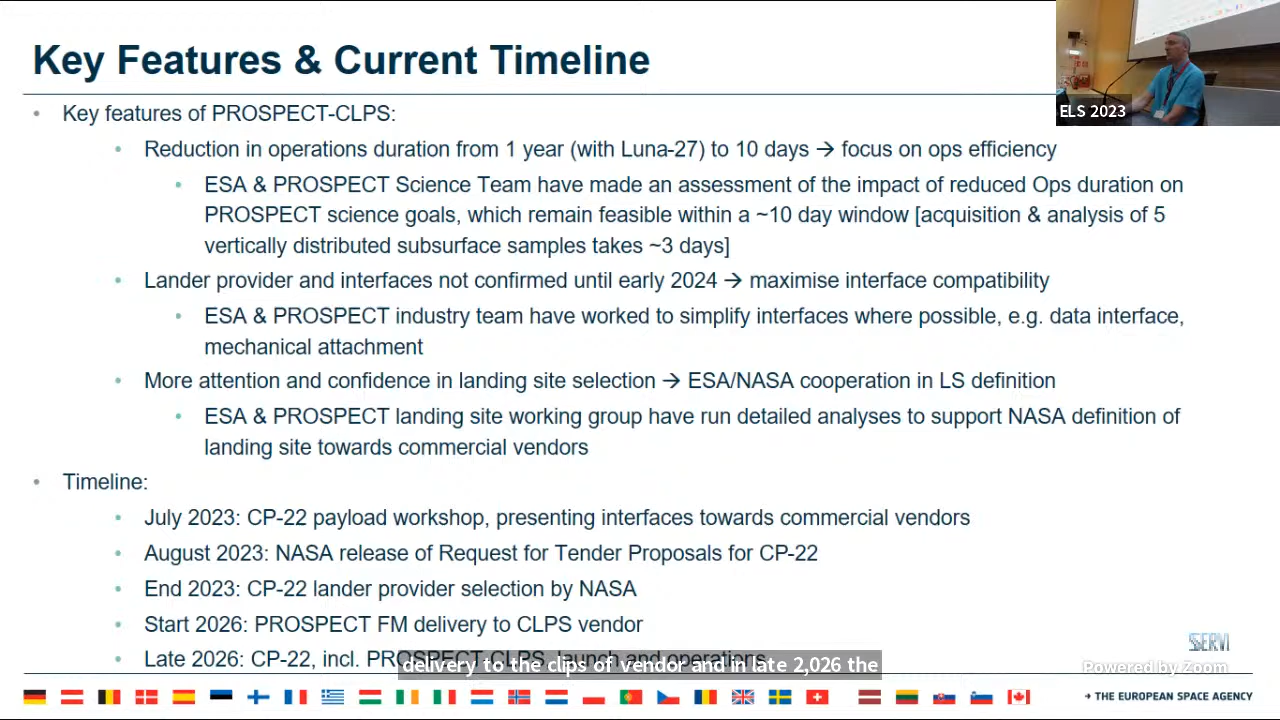 Key Features & Current Timeline
ELS 2023
• Key features of PROSPECT-CLPS:
• Reduction in operations duration from 1 year (with Luna-27) to 10 days → focus on ops efficiency
• ESA & PROSPECT Science Team have made an assessment of the impact of reduced Ops duration on
PROSPECT science goals, which remain feasible within a ~10 day window [acquisition & analysis of 5
vertically distributed subsurface samples takes ~3 days]
• Lander provider and interfaces not confirmed until early 2024 → maximise interface compatibility
• ESA & PROSPECT industry team have worked to simplify interfaces where possible, e.g. data interface,
mechanical attachment
• More attention and confidence in landing site selection → ESA/NASA cooperation in LS definition
• ESA & PROSPECT landing site working group have run detailed analyses to support NASA definition of
landing site towards commercial vendors
• Timeline:
• July 2023: CP-22 payload workshop, presenting interfaces towards commercial vendors
• August 2023: NASA release of Request for Tender Proposals for CP-22
• End 2023: CP-22 lander provider selection by NASA
• Start 2026: PROSPECT FM delivery to CLPS vendor
• Late 2026: CP-22, incl. PROSPECT-CLPS, launch and operations
delivery to the clips of vendor and in late 2,026 the
SERVI
Powered by Zoom
→ THE EUROPEAN SPACE AGENCY